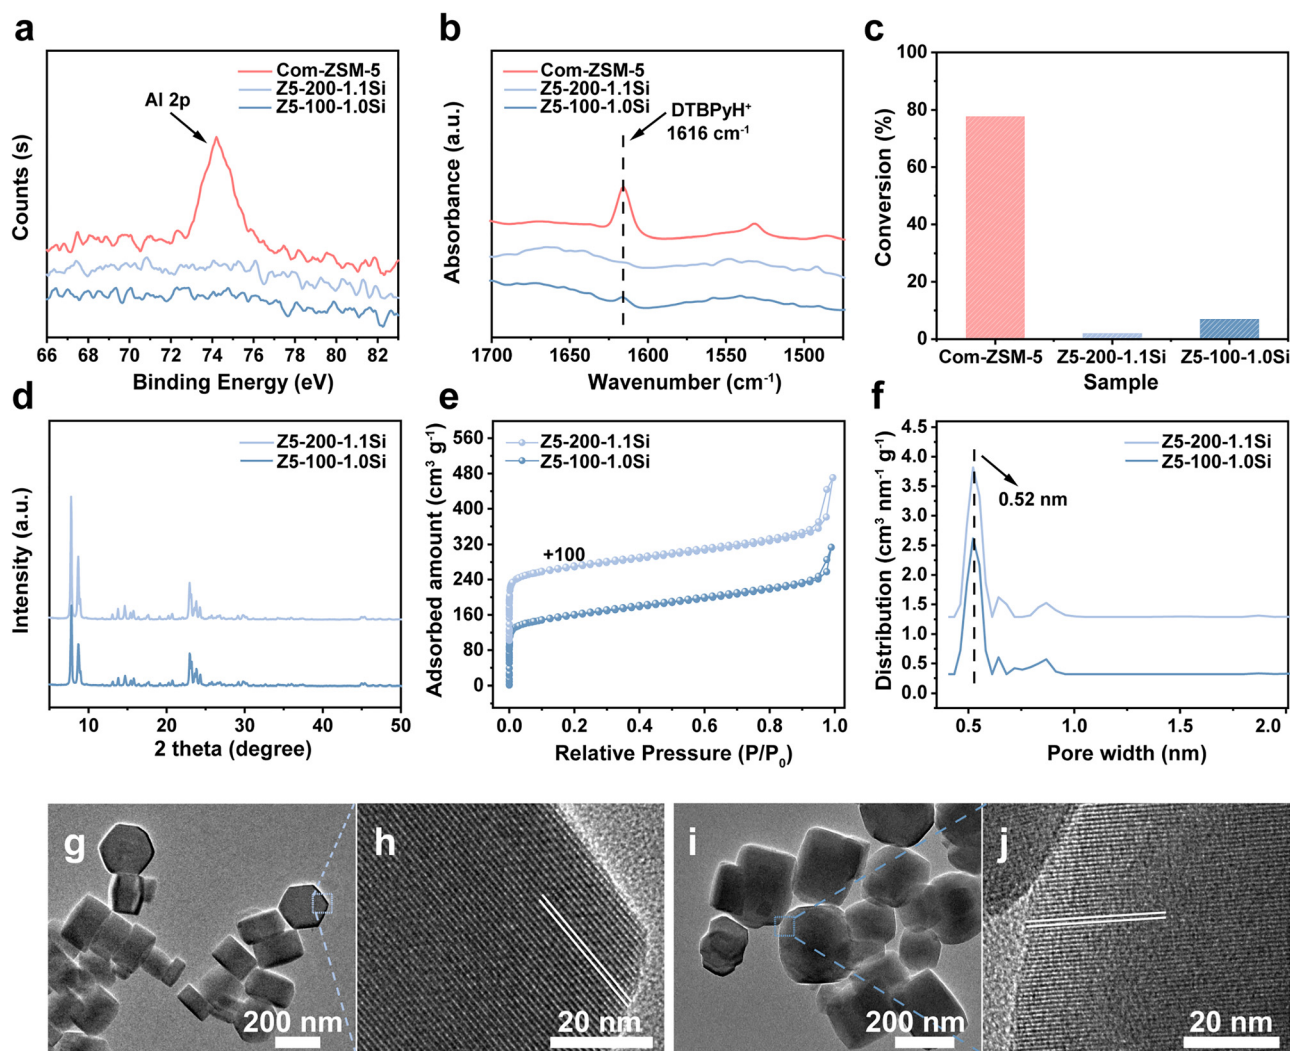 a
Com-ZSM-5
Z5-200-1.1Si
Z5-100-1.0Si
Al 2p
Counts (s)
66 68 70 72 74 76 78 80 82
Binding Energy (eV)
b
Com-ZSM-5
Z5-200-1.1Si
Z5-100-1.0Si
DTBPyH⁺
1616 cm⁻¹
Absorbance (a.u.)
1700 1650 1600 1550 1500
Wavenumber (cm⁻¹)
c
100
80
60
40
20
0
Conversion (%)
Com-ZSM-5 Z5-200-1.1Si Z5-100-1.0Si
Sample
d
Z5-200-1.1Si
Z5-100-1.0Si
Intensity (a.u.)
10 20 30 40 50
2 theta (degree)
e
Z5-200-1.1Si
Z5-100-1.0Si
560
480
400
320
240
160
80
0
+100
Adsorbed amount (cm³ g⁻¹)
0.0 0.2 0.4 0.6 0.8 1.0
Relative Pressure (P/P₀)
f
Z5-200-1.1Si
Z5-100-1.0Si
0.52 nm
4.5
4.0
3.5
3.0
2.5
2.0
1.5
1.0
0.5
0.0
Distribution (cm³ nm⁻¹ g⁻¹)
0.5 1.0 1.5 2.0
Pore width (nm)
g
200 nm
h
20 nm
i
200 nm
j
20 nm